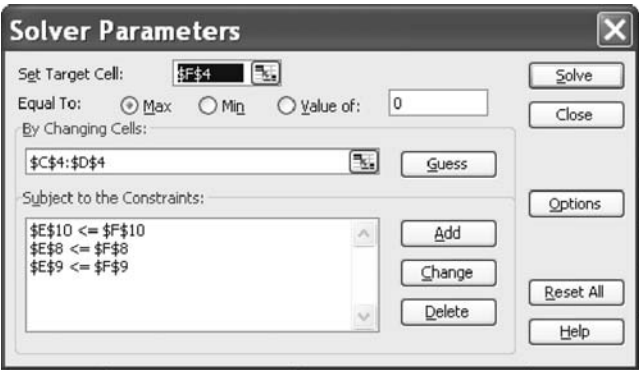 Solver Parameters
Set Target Cell: $F$4 Solve
Equal To: Max Min Value of: 0 Close
By Changing Cells:
$C$4:$D$4 Guess
Subject to the Constraints: Options
$E$10 <= $F$10 Add
$E$8 <= $F$8
$E$9 <= $F$9 Change
Reset All
Delete
Help